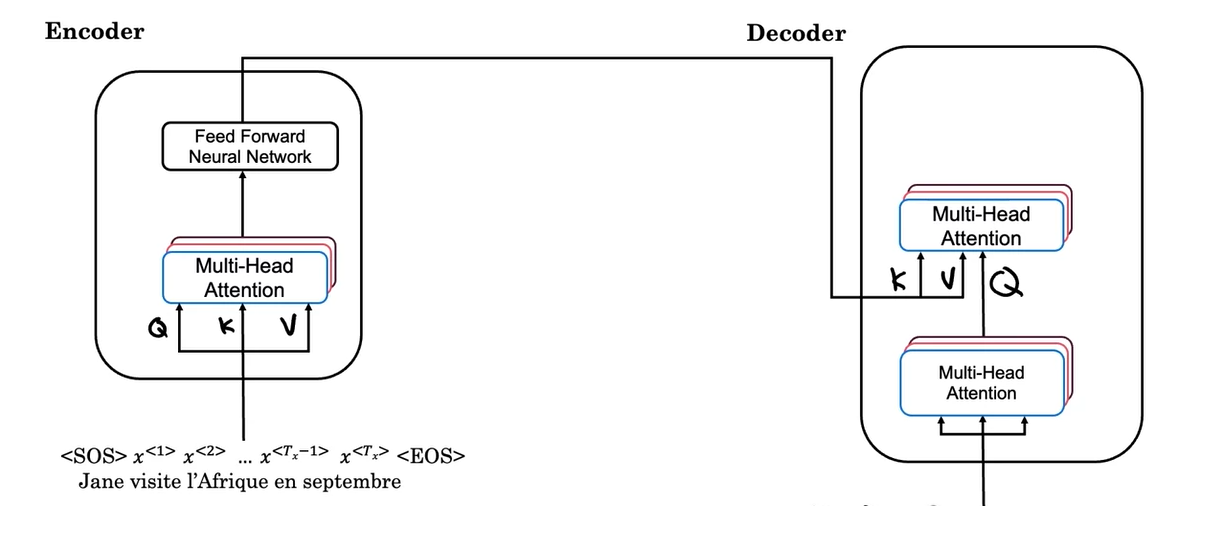 Encoder
Feed Forward
Neural Network
Multi-Head
Attention
Q K V
<SOS> x<1> x<2> ... x<Tx−1> x<Tx> <EOS>
Jane visite l'Afrique en septembre
Decoder
Multi-Head
Attention
K V Q
Multi-Head
Attention